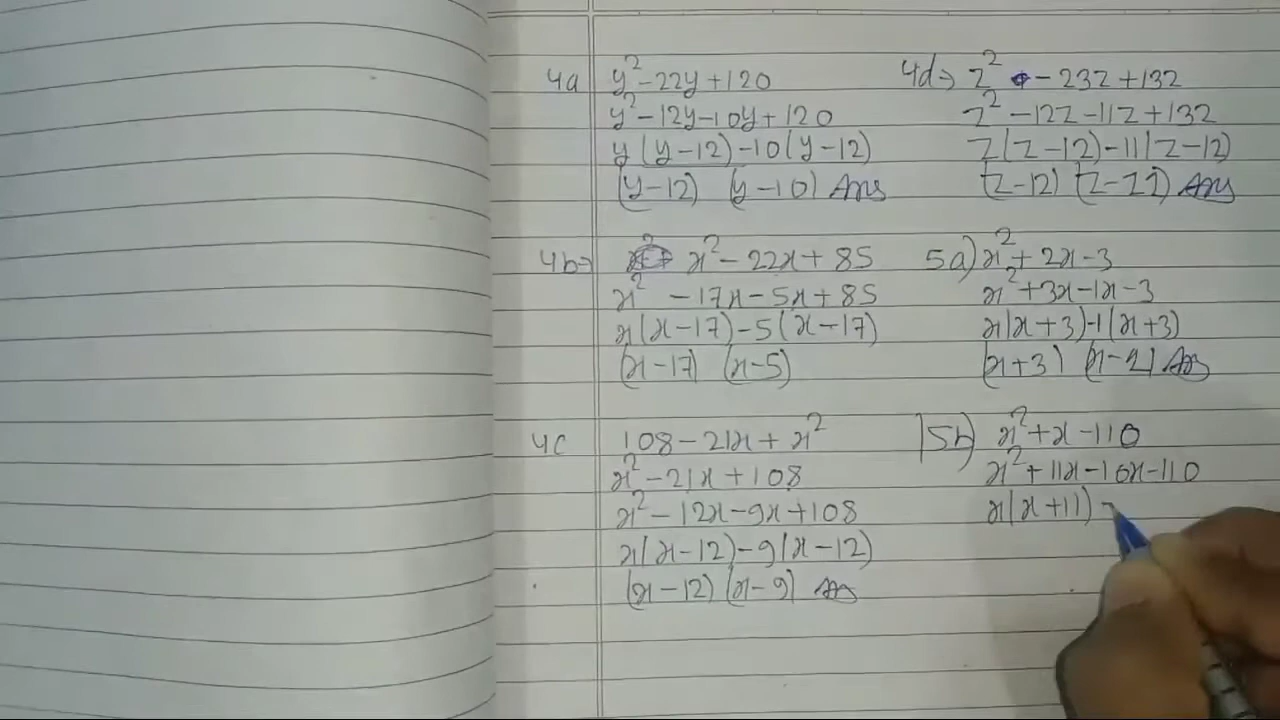 4a y²-22y+120
y²-12y-10y+120
y(y-12)-10(y-12)
(y-12) (y-10) Ans
4b→ x²-22x+85
x² -17x-5x+85
x(x-17)-5(x-17)
(x-17) (x-5)
4c 108-21x+x²
x²-21x+108
x²-12x-9x+108
x(x-12)-9(x-12)
(x-12) (x-9) Ans
4d→ z² -23z+132
z²-12z-11z+132
z(z-12)-11(z-12)
(z-12) (z-11) Ans
5a) x²+2x-3
x²+3x-1x-3
x(x+3)-1(x+3)
(x+3) (x-1) Ans
5b) x²+x-110
x²+11x-10x-110
x(x+11) -